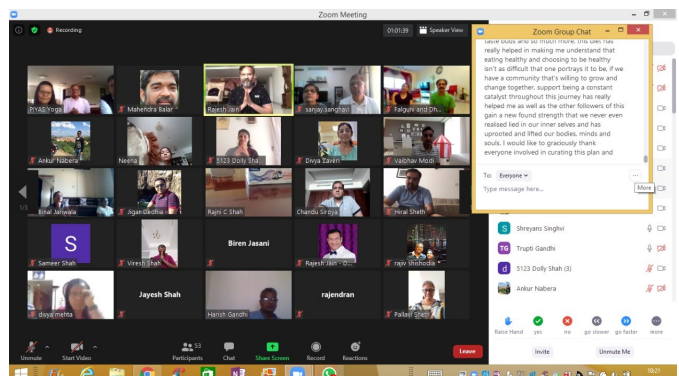 Zoom Meeting
Recording
01:01:39
Speaker View
PIYAS Yoga
Mahendra Balar
Rajesh Jain
sanjay sanghavi
Falguni and Dh...
Ankur Nabera
Neena
5123 Dolly Sha...
Divya Zaveri
Vaibhav Modi
1/3
Binal Jariwala
Jigan Dedhia
Rajni C Shah
Chandu Siroya
Hiral Sheth
S
Sameer Shah
Viresh Shah
Biren Jasani
Rajesh Jain - D...
rajiv shishodia
divya mehta
Jayesh Shah
Harish Gandhi
rajendran
Pallavi Sheth
Unmute
Start Video
53
Participants
Chat
Share Screen
Record
Reactions
Leave
Zoom Group Chat
taste buds and so much more, this diet has
really helped in making me understand that
eating healthy and choosing to be healthy
isn't as difficult that one portrays it to be, if we
have a community that's willing to grow and
change together, support being a constant
catalyst throughout this journey has really
helped me as well as the other followers of this
gain a new found strength that we never even
realised lied in our inner selves and has
uprooted and lifted our bodies, minds and
souls. I would like to graciously thank
everyone involved in curating this plan and
To: Everyone
More
Type message here...
S
Shreyans Singhvi
TG
Trupti Gandhi
d
5123 Dolly Shah (3)
Ankur Nabera
Raise Hand
yes
no
go slower
go faster
more
Invite
Unmute Me
10:21